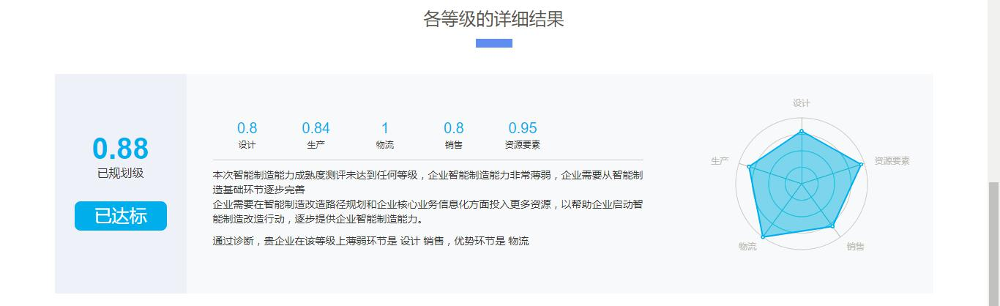 各等级的详细结果
0.88
已规划级
已达标
0.8 0.84 1 0.8 0.95
设计 生产 物流 销售 资源要素
本次智能制造能力成熟度测评未达到任何等级，企业智能制造能力非常薄弱，企业需要从智能制
造基础环节逐步完善
企业需要在智能制造改造路径规划和企业核心业务信息化方面投入更多资源，以帮助企业启动智
能制造改造行动，逐步提供企业智能制造能力。
通过诊断，贵企业在该等级上薄弱环节是 设计 销售，优势环节是 物流
设计
生产
资源要素
物流
销售